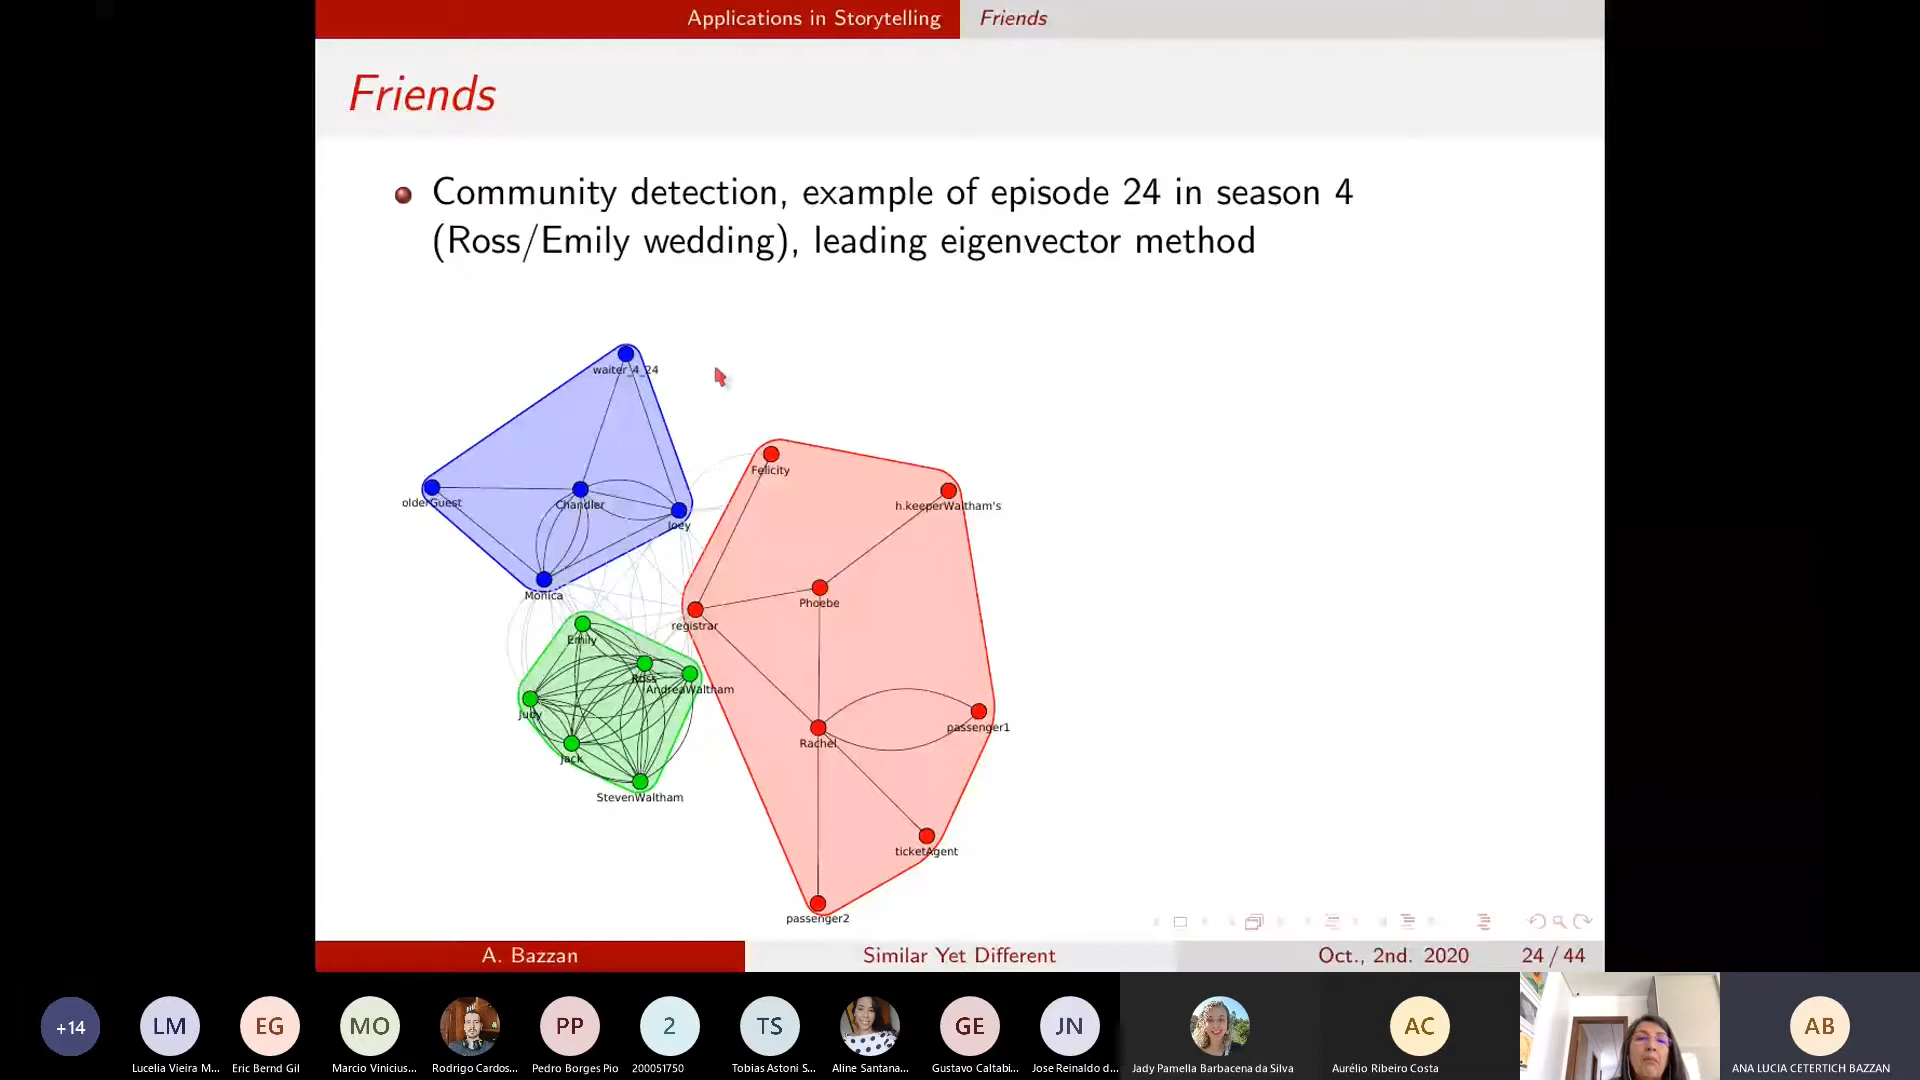 Applications in Storytelling
Friends
Friends
Community detection, example of episode 24 in season 4
(Ross/Emily wedding), leading eigenvector method
waiter_4_24
Felicity
olderGuest
Chandler
h.keeperWaltham's
Joey
Monica
Phoebe
registrar
Emily
Ross
AndreaWaltham
Judy
passenger1
Rachel
Jack
StevenWaltham
ticketAgent
passenger2
A. Bazzan
Similar Yet Different
Oct., 2nd. 2020
24 / 44
+14
LM
EG
MO
PP
2
TS
GE
JN
AC
AB
Lucelia Vieira M...
Eric Bernd Gil
Marcio Vinicius...
Rodrigo Cardos...
Pedro Borges Pio
200051750
Tobias Astoni S...
Aline Santana...
Gustavo Caltabi...
Jose Reinaldo d...
Jady Pamella Barbacena da Silva
Aurélio Ribeiro Costa
ANA LUCIA CETERTICH BAZZAN